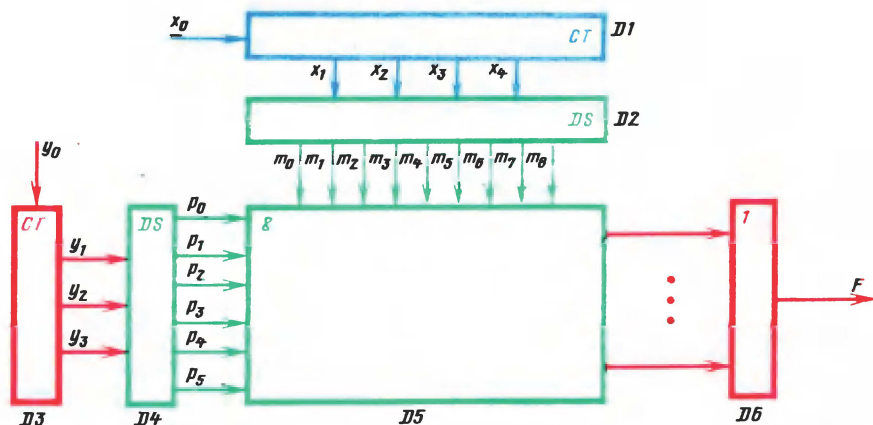 x₀ CT D1
x₁ x₂ x₃ x₄
DS D2
m₀ m₁ m₂ m₃ m₄ m₅ m₆ m₇ m₈
y₀
CT DS p₀ 8 1
y₁ p₁
p₂
y₂ F
p₃
y₃ p₄
p₅
D3 D4 D5 D6